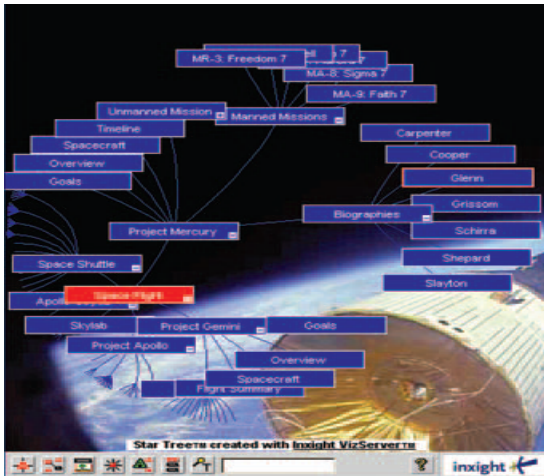 MR-3: Freedom 7
MA-8: Sigma 7
MA-9: Faith 7
Unmanned Mission
Manned Missions
Timeline
Spacecraft
Overview
Goals
Carpenter
Cooper
Glenn
Grissom
Schirra
Shepard
Slayton
Biographies
Project Mercury
Space Shuttle
Space Flight
Skylab
Project Gemini
Goals
Project Apollo
Overview
Spacecraft
Flight Summary
Star Tree™ created with Inxight VizServer™
?
inxight